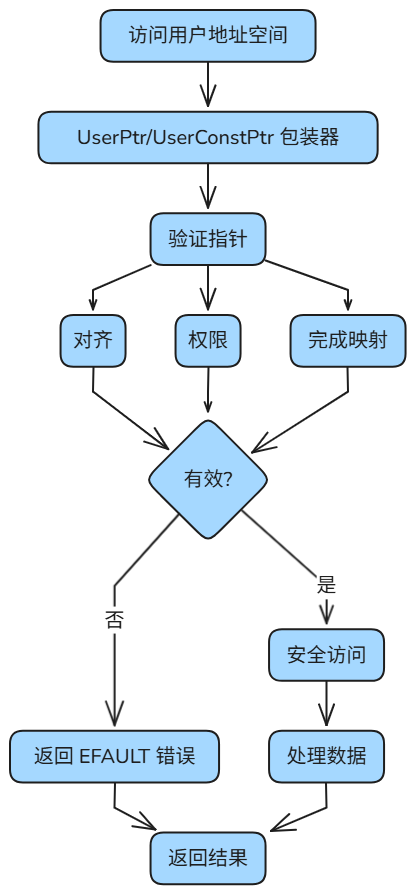 访问用户地址空间
UserPtr/UserConstPtr 包装器
验证指针
对齐
权限
完成映射
有效?
是
否
安全访问
返回 EFAULT 错误
处理数据
返回结果